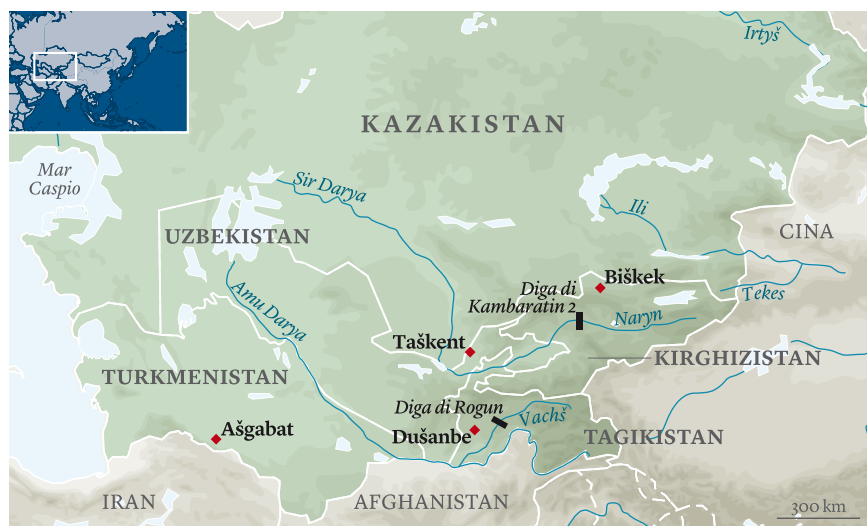 Irtyš
KAZAKISTAN
Mar
Caspio
Sir Darya
Ili
UZBEKISTAN
CINA
Biškek
Diga di
Kambaratin 2
Tekes
Amu Darya
Naryn
Taškent
KIRGHIZISTAN
TURKMENISTAN
Diga di Rogun
Vachš
Ašgabat
Dušanbe
TAGIKISTAN
IRAN
AFGHANISTAN
300 km